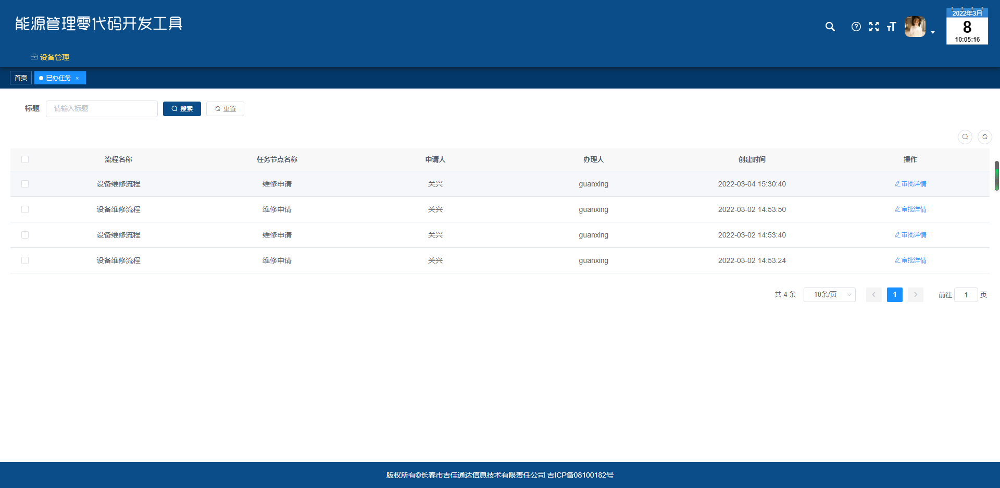 能源管理零代码开发工具
2022年3月
8
10:05:16
设备管理
首页 已办任务 ×
标题 请输入标题 搜索 重置
流程名称 任务节点名称 申请人 办理人 创建时间 操作
设备维修流程 维修申请 关兴 guanxing 2022-03-04 15:30:40 审批详情
设备维修流程 维修申请 关兴 guanxing 2022-03-02 14:53:50 审批详情
设备维修流程 维修申请 关兴 guanxing 2022-03-02 14:53:40 审批详情
设备维修流程 维修申请 关兴 guanxing 2022-03-02 14:53:24 审批详情
共 4 条 10条/页 1 前往 1 页
版权所有©长春市吉佳通达信息技术有限责任公司 吉ICP备08100182号